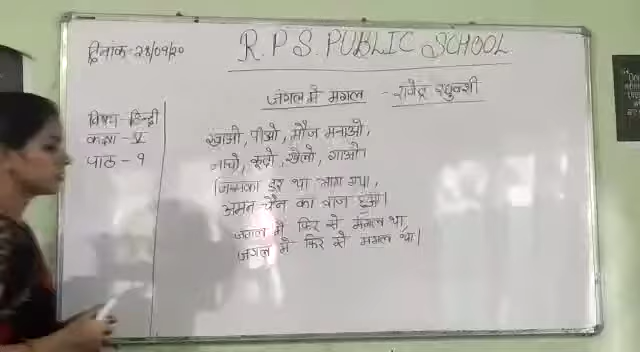 दिनांक-28/07/20
R.P.S. PUBLIC SCHOOL
जंगल में मंगल - राजेंद्र रघुवंशी
विषय-हिन्दी
कक्षा-
पाठ - १
खाओ, पीओ, मौज मनाओ,
नाचो, कूदो, खेलो, गाओ।
जिसका डर था भाग गया,
अमन-चैन का राज हुआ।
जंगल में फिर से मंगल था,
जंगल में फिर से मंगल था।